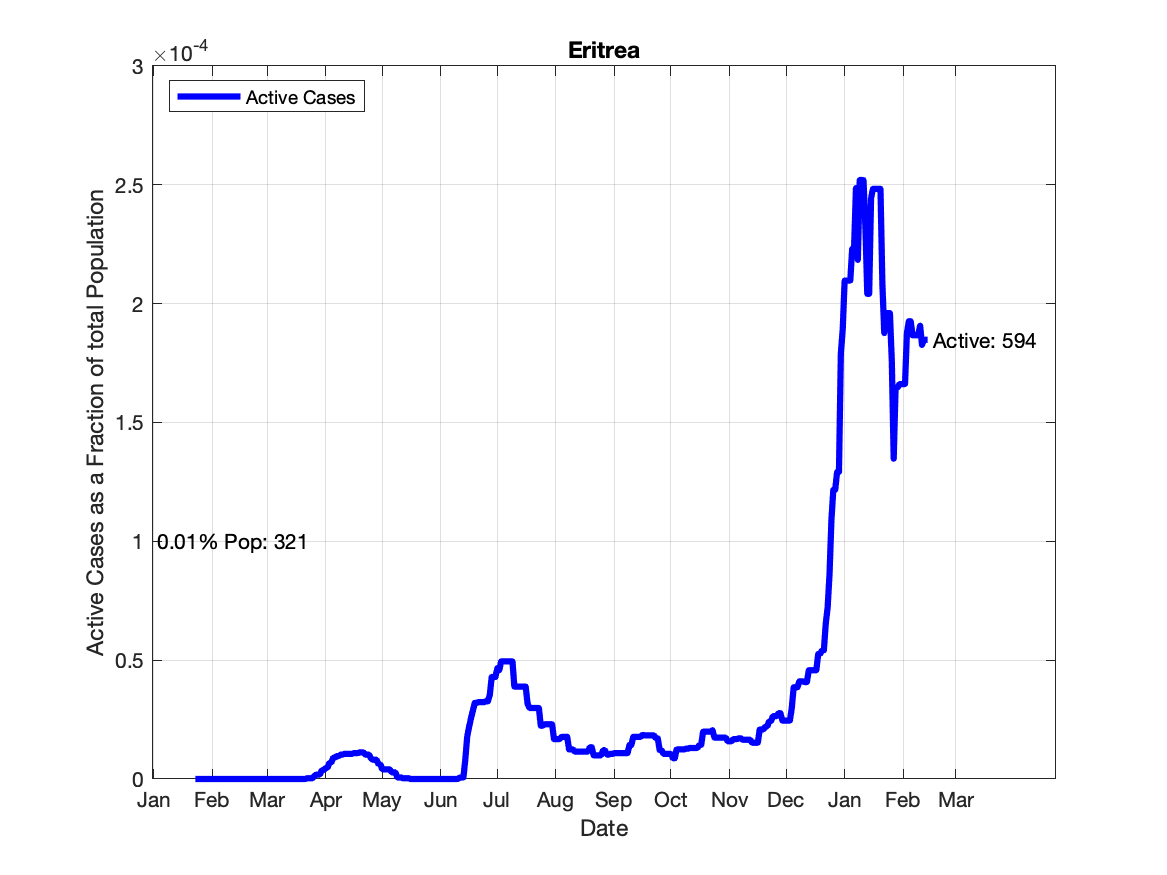 Eritrea
×10-4
3
2.5
2
1.5
1
0.5
0
Active Cases as a Fraction of total Population
Active Cases
Active: 594
0.01% Pop: 321
Jan Feb Mar Apr May Jun Jul Aug Sep Oct Nov Dec Jan Feb Mar
Date